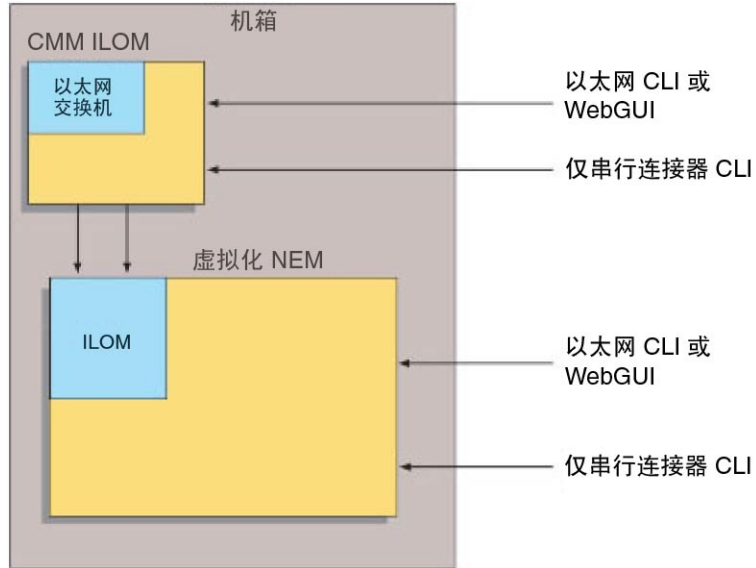 机箱
CMM ILOM
以太网
交换机
以太网 CLI 或
WebGUI
仅串行连接器 CLI
虚拟化 NEM
ILOM
以太网 CLI 或
WebGUI
仅串行连接器 CLI